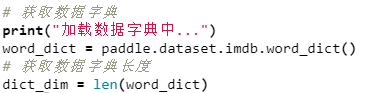 # 获取数据字典
print("加载数据字典中...")
word_dict = paddle.dataset.imdb.word_dict()
# 获取数据字典长度
dict_dim = len(word_dict)